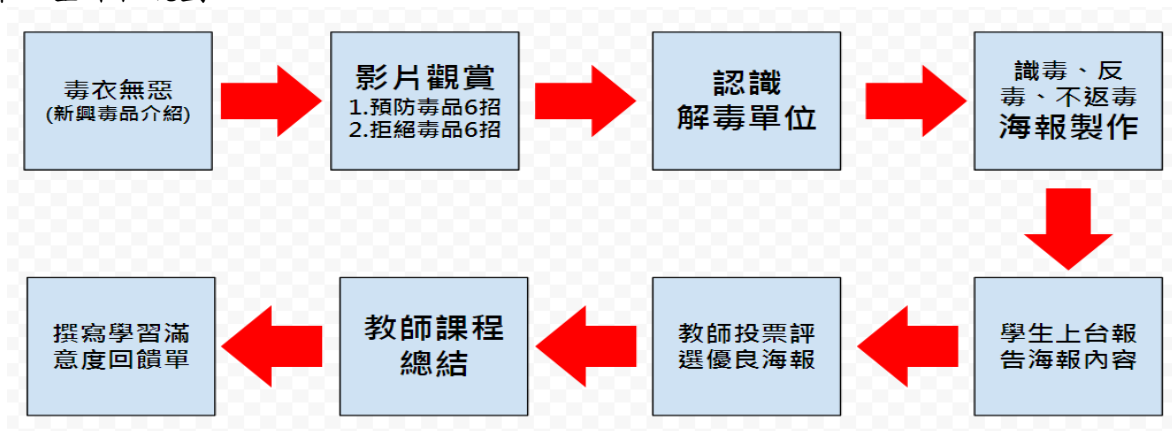 毒衣無惡
(新興毒品介紹)
影片觀賞
1.預防毒品6招
2.拒絕毒品6招
認識
解毒單位
識毒、反
毒、不返毒
海報製作
學生上台報
告海報內容
教師投票評
選優良海報
教師課程
總結
撰寫學習滿
意度回饋單